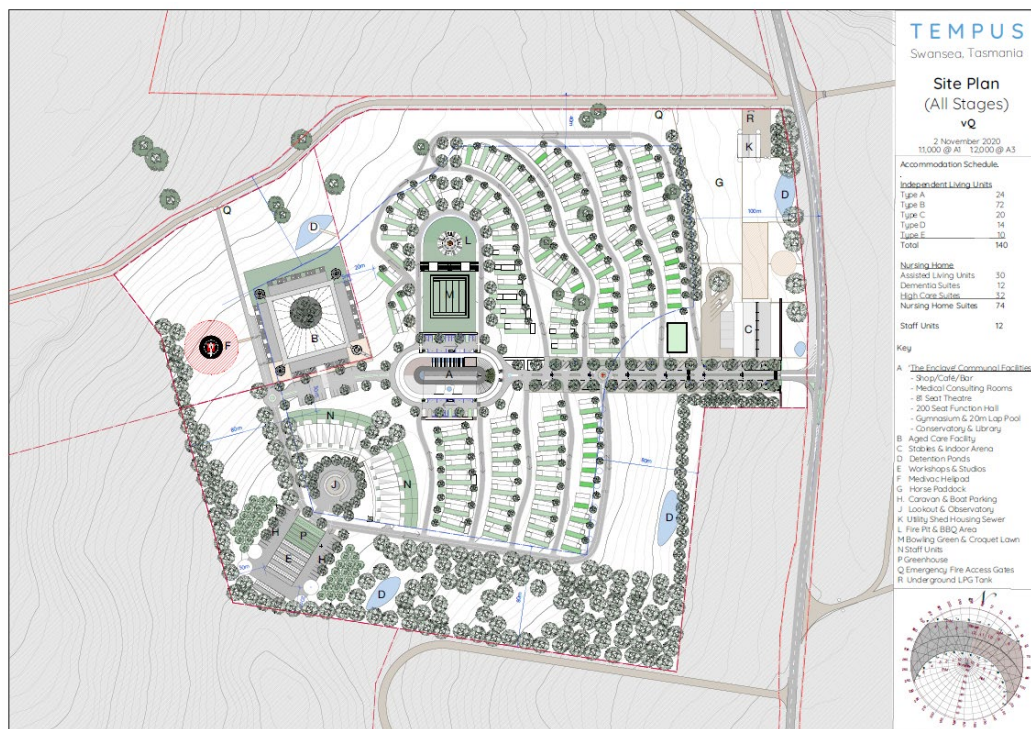 TEMPUS
Swansea, Tasmania
Site Plan
(All Stages)
vQ
2 November 2020
1:1,000 @ A1 1:2,000 @ A3
Accommodation Schedule.
Independent Living Units
Type A 24
Type B 72
Type C 20
Type D 14
Type E 10
Total 140
Nursing Home
Assisted Living Units 30
Dementia Suites 12
High Care Suites 32
Nursing Home Suites 74
Staff Units 12
Key
A 'The Enclave' Communal Facilities
- Shop/Café/Bar
- Medical Consulting Rooms
- 81 Seat Theatre
- 200 Seat Function Hall
- Gymnasium & 20m Lap Pool
- Conservatory & Library
B Aged Care Facility
C Stables & Indoor Arena
D Detention Ponds
E Workshops & Studios
F Medivac Helipad
G Horse Paddock
H. Caravan & Boat Parking
J Lookout & Observatory
K Utility Shed Housing Sewer
L Fire Pit & BBQ Area
M Bowling Green & Croquet Lawn
N Staff Units
P Greenhouse
Q Emergency Fire Access Gates
R Underground LPG Tank
Q
R
K
G
D
100m
Q
D
20m
L
M
B
F
A
C
N
N
J
H
P
E
H
D
D
50m